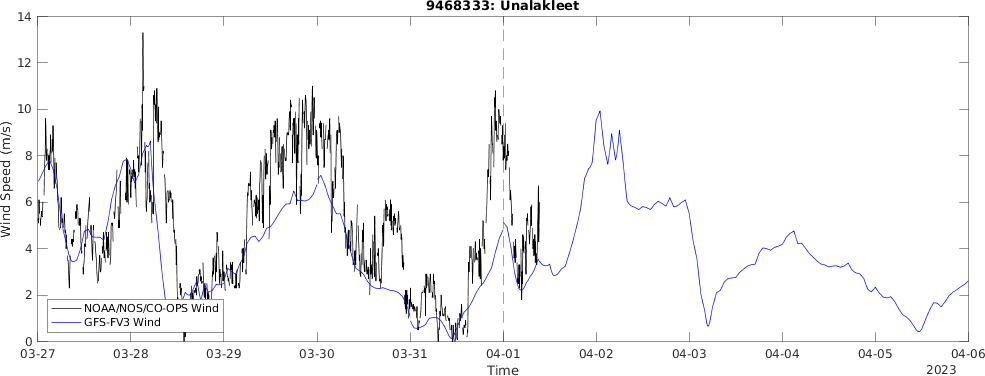 9468333: Unalakleet
14
12
10
8
6
4
2
0
Wind Speed (m/s)
NOAA/NOS/CO-OPS Wind
GFS-FV3 Wind
03-27 03-28 03-29 03-30 03-31 04-01 04-02 04-03 04-04 04-05 04-06
Time
2023